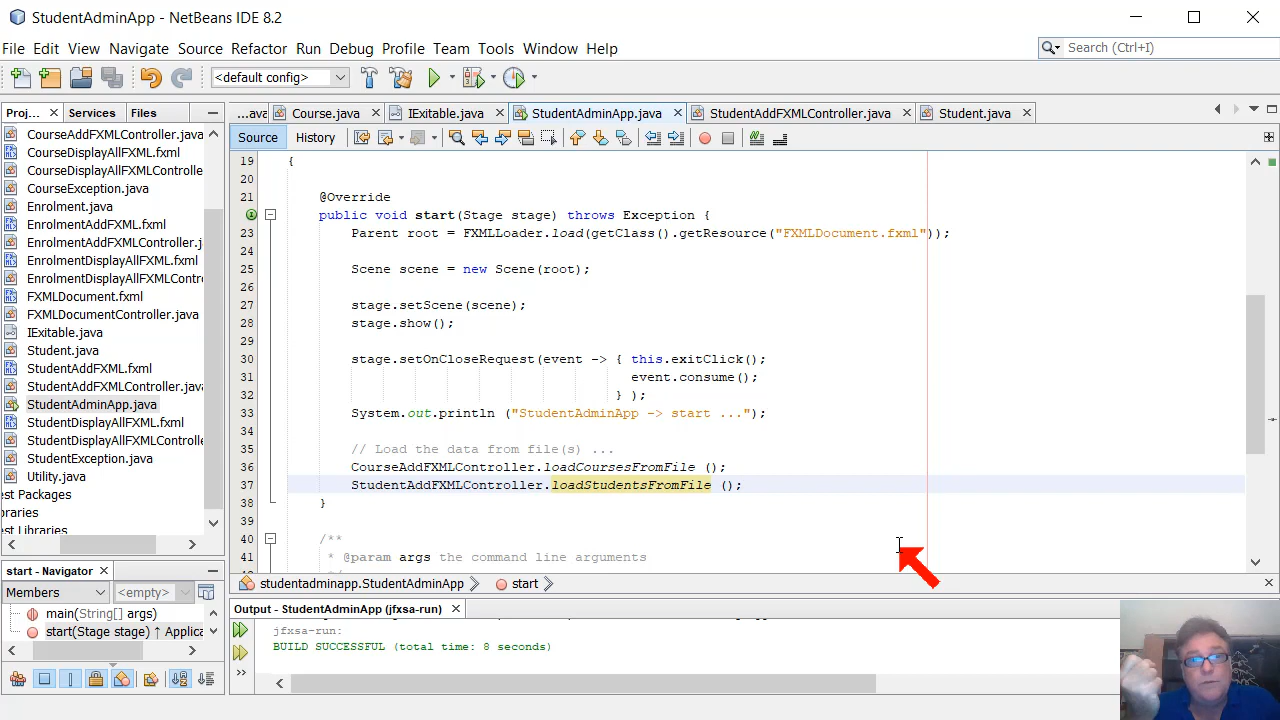 StudentAdminApp - NetBeans IDE 8.2
File Edit View Navigate Source Refactor Run Debug Profile Team Tools Window Help
Search (Ctrl+I)
<default config>
Proj... Services Files
...ava Course.java IExitable.java StudentAdminApp.java StudentAddFXMLController.java Student.java
Source History
CourseAddFXMLController.java
CourseDisplayAllFXML.fxml
CourseDisplayAllFXMLControlle
CourseException.java
Enrolment.java
EnrolmentAddFXML.fxml
EnrolmentAddFXMLController.j
EnrolmentDisplayAllFXML.fxml
EnrolmentDisplayAllFXMLContr
FXMLDocument.fxml
FXMLDocumentController.java
IExitable.java
Student.java
StudentAddFXML.fxml
StudentAddFXMLController.java
StudentAdminApp.java
StudentDisplayAllFXML.fxml
StudentDisplayAllFXMLControlle
StudentException.java
Utility.java
est Packages
braries
est Libraries
19 {
20
21 @Override
public void start(Stage stage) throws Exception {
23 Parent root = FXMLLoader.load(getClass().getResource("FXMLDocument.fxml"));
24
25 Scene scene = new Scene(root);
26
27 stage.setScene(scene);
28 stage.show();
29
30 stage.setOnCloseRequest(event -> { this.exitClick();
31 event.consume();
32 } );
33 System.out.println ("StudentAdminApp -> start ...");
34
35 // Load the data from file(s) ...
36 CourseAddFXMLController.loadCoursesFromFile ();
37 StudentAddFXMLController.loadStudentsFromFile ();
38 }
39
40 /**
41 * @param args the command line arguments
studentadminapp.StudentAdminApp start
start - Navigator
Members <empty>
main(String[] args)
start(Stage stage) ↑ Applica
Output - StudentAdminApp (jfxsa-run)
jfxsa-run:
BUILD SUCCESSFUL (total time: 8 seconds)